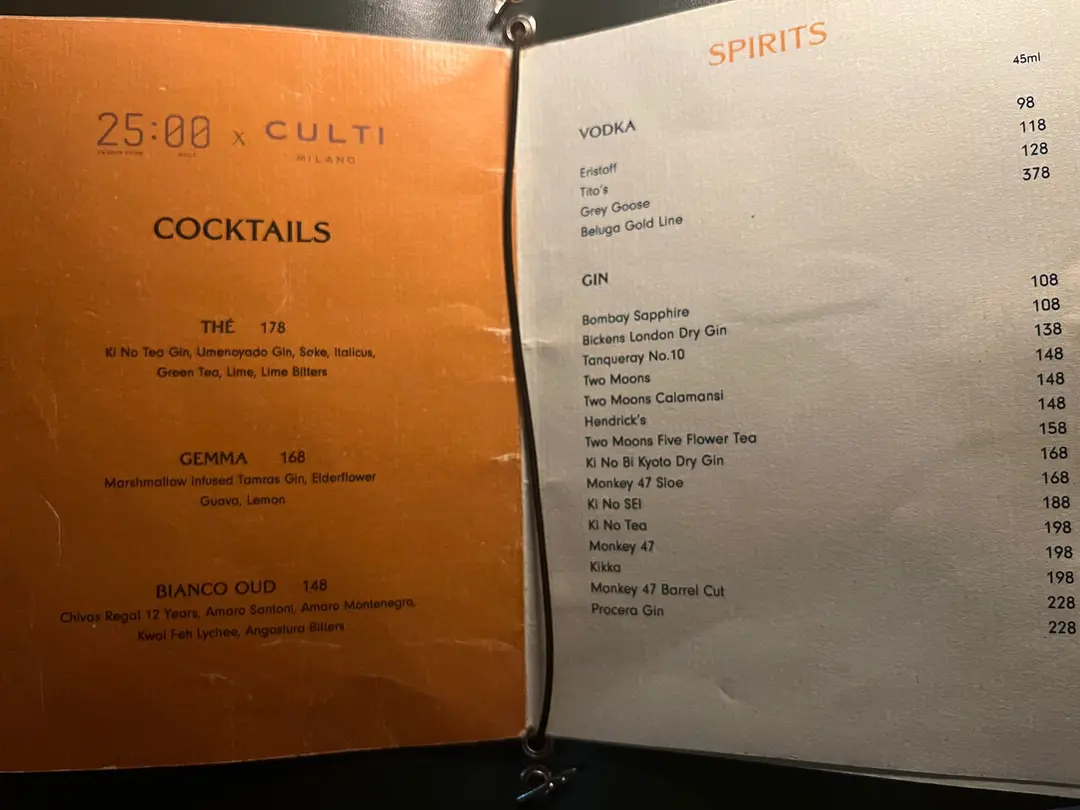 25:00 x CULTI
MILANO
COCKTAILS
THÉ 178
Ki No Tea Gin, Umenoyado Gin, Sake, Italicus,
Green Tea, Lime, Lime Bitters
GEMMA 168
Marshmallow Infused Tamras Gin, Elderflower
Guava, Lemon
BIANCO OUD 148
Chivas Regal 12 Years, Amaro Santoni, Amaro Montenegro,
Kwai Feh Lychee, Angostura Bitters
SPIRITS
45ml
VODKA
Eristoff 98
Tito's 118
Grey Goose 128
Beluga Gold Line 378
GIN
Bombay Sapphire 108
Bickens London Dry Gin 108
Tanqueray No.10 138
Two Moons 148
Two Moons Calamansi 148
Hendrick's 148
Two Moons Five Flower Tea 158
Ki No Bi Kyoto Dry Gin 168
Monkey 47 Sloe 168
Ki No SEI 188
Ki No Tea 198
Monkey 47 198
Kikka 198
Monkey 47 Barrel Cut 228
Procera Gin 228